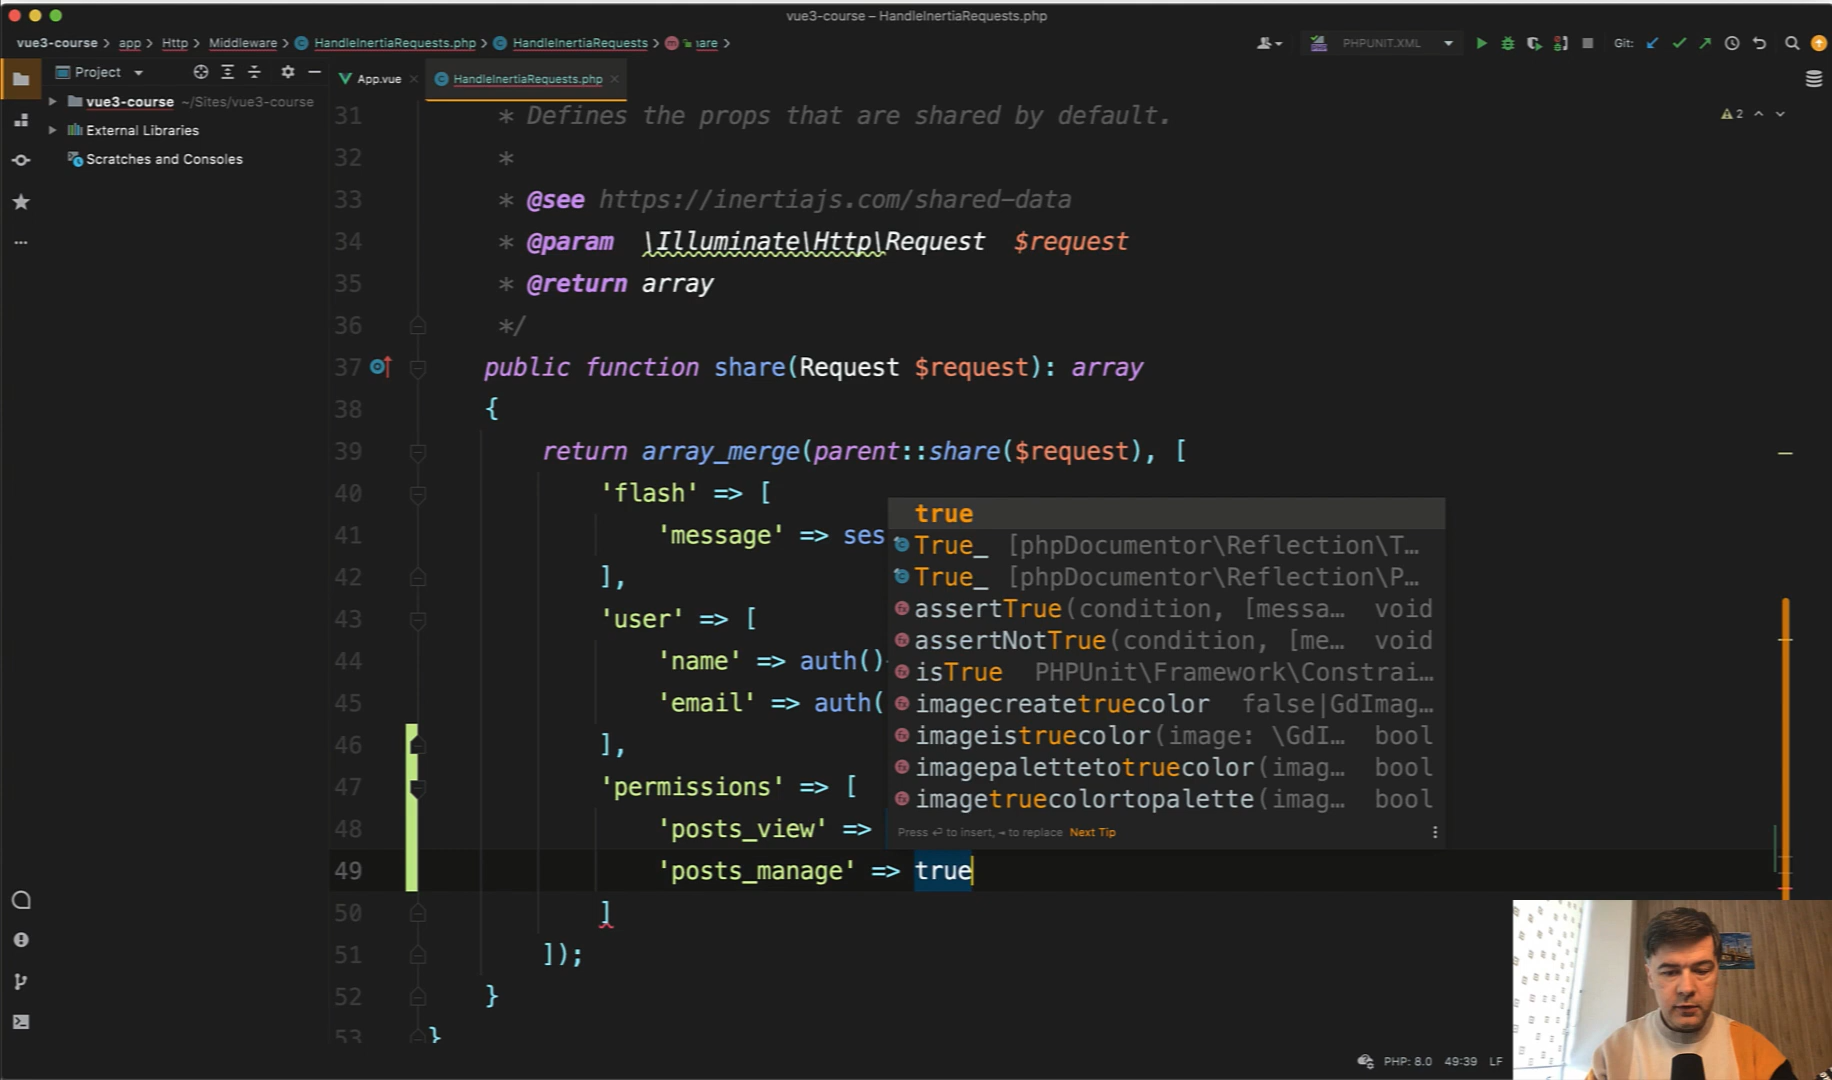 vue3-course – HandleInertiaRequests.php
vue3-course > app > Http > Middleware > HandleInertiaRequests.php > HandleInertiaRequests > are >
PHPUNIT.XML Git:
Project App.vue HandleInertiaRequests.php
vue3-course ~/Sites/vue3-course
External Libraries
Scratches and Consoles
2
31 * Defines the props that are shared by default.
32 *
33 * @see https://inertiajs.com/shared-data
34 * @param \Illuminate\Http\Request $request
35 * @return array
36 */
37 public function share(Request $request): array
38 {
39 return array_merge(parent::share($request), [
40 'flash' => [
41 'message' => ses
42 ],
43 'user' => [
44 'name' => auth()
45 'email' => auth(
46 ],
47 'permissions' => [
48 'posts_view' =>
49 'posts_manage' => true
50 ]
51 ]);
52 }
53 }
true
True_ [phpDocumentor\Reflection\T…
True_ [phpDocumentor\Reflection\P…
assertTrue(condition, [messa… void
assertNotTrue(condition, [me… void
isTrue PHPUnit\Framework\Constrai…
imagecreatetruecolor false|GdImag…
imageistruecolor(image: \GdI… bool
imagepalettetotruecolor(imag… bool
imagetruecolortopalette(imag… bool
Press ⏎ to insert, ⇥ to replace Next Tip
PHP: 8.0 49:39 LF